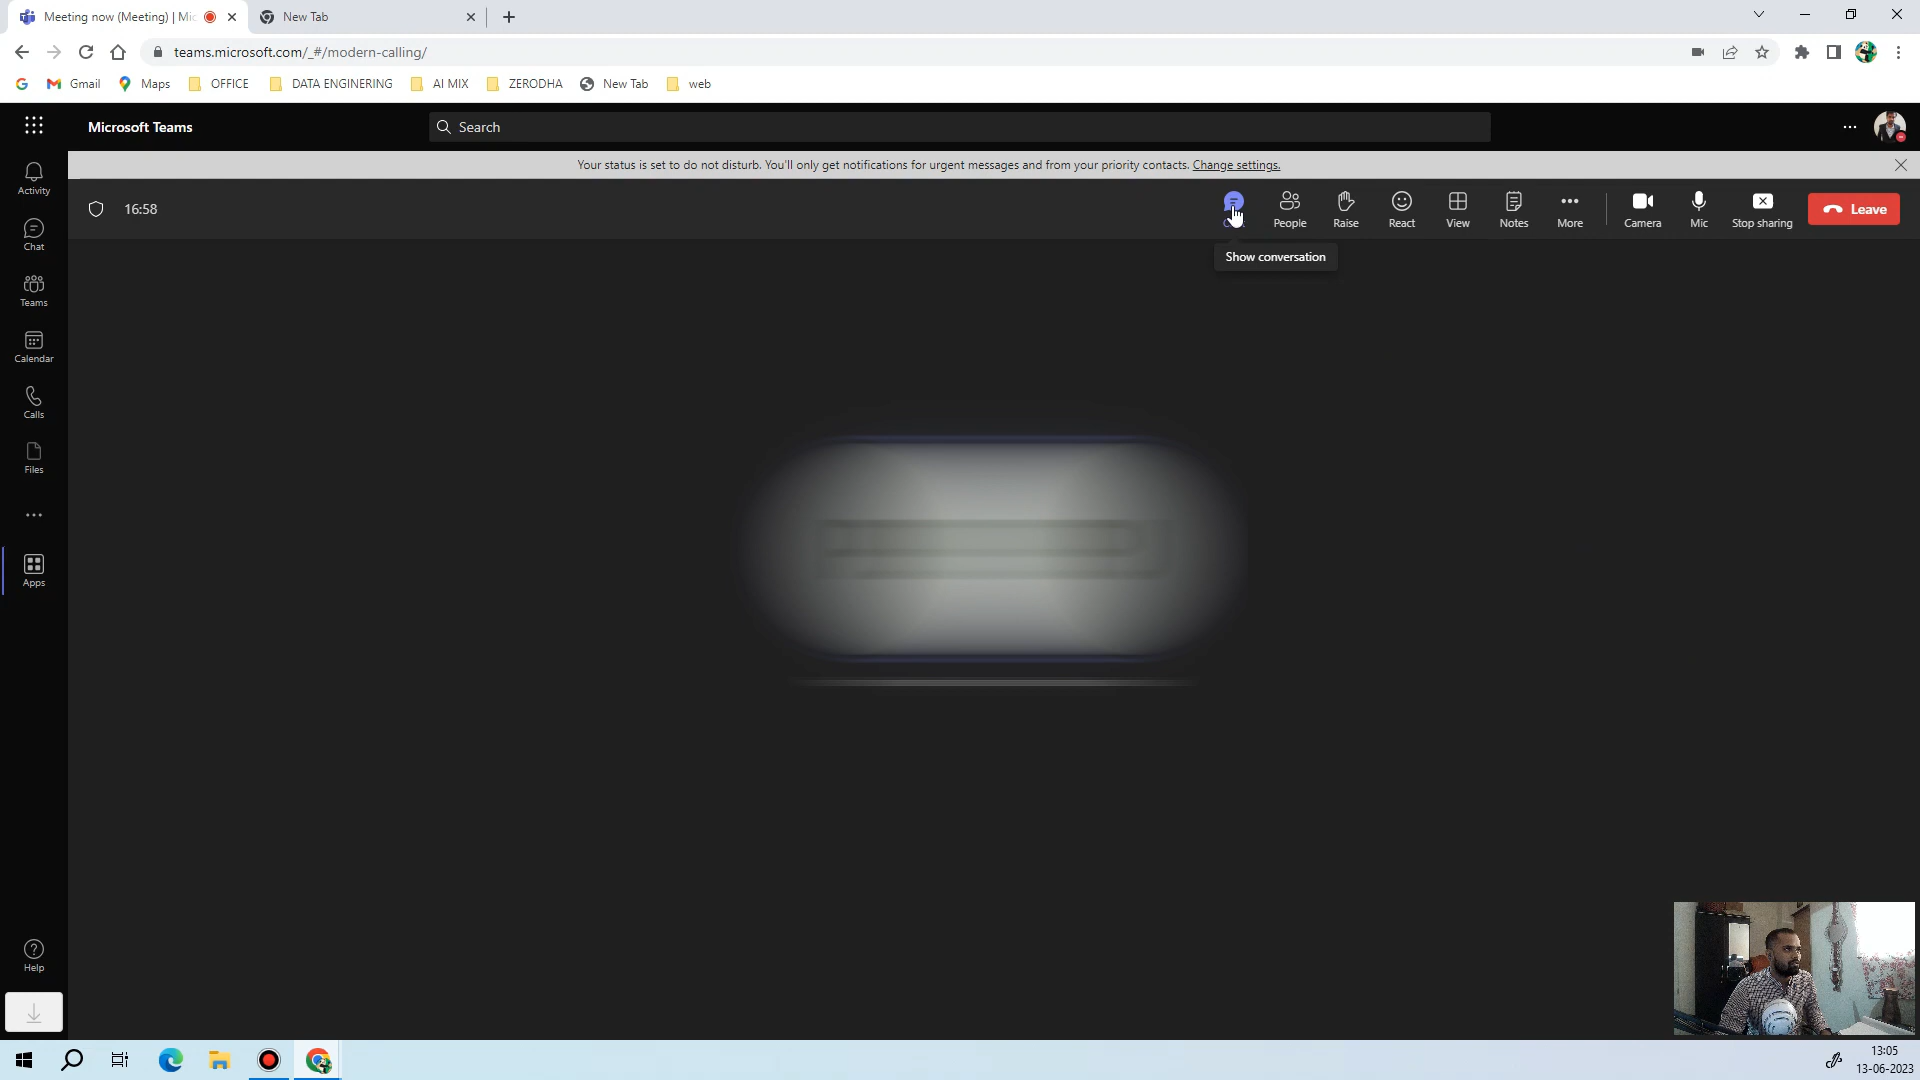 Meeting now (Meeting) | Mic
New Tab
teams.microsoft.com/_#/modern-calling/
Gmail
Maps
OFFICE
DATA ENGINERING
AI MIX
ZERODHA
New Tab
web
Microsoft Teams
Search
Your status is set to do not disturb. You'll only get notifications for urgent messages and from your priority contacts. Change settings.
16:58
People
Raise
React
View
Notes
More
Camera
Mic
Stop sharing
Leave
Show conversation
Activity
Chat
Teams
Calendar
Calls
Files
Apps
Help
13:05
13-06-2023